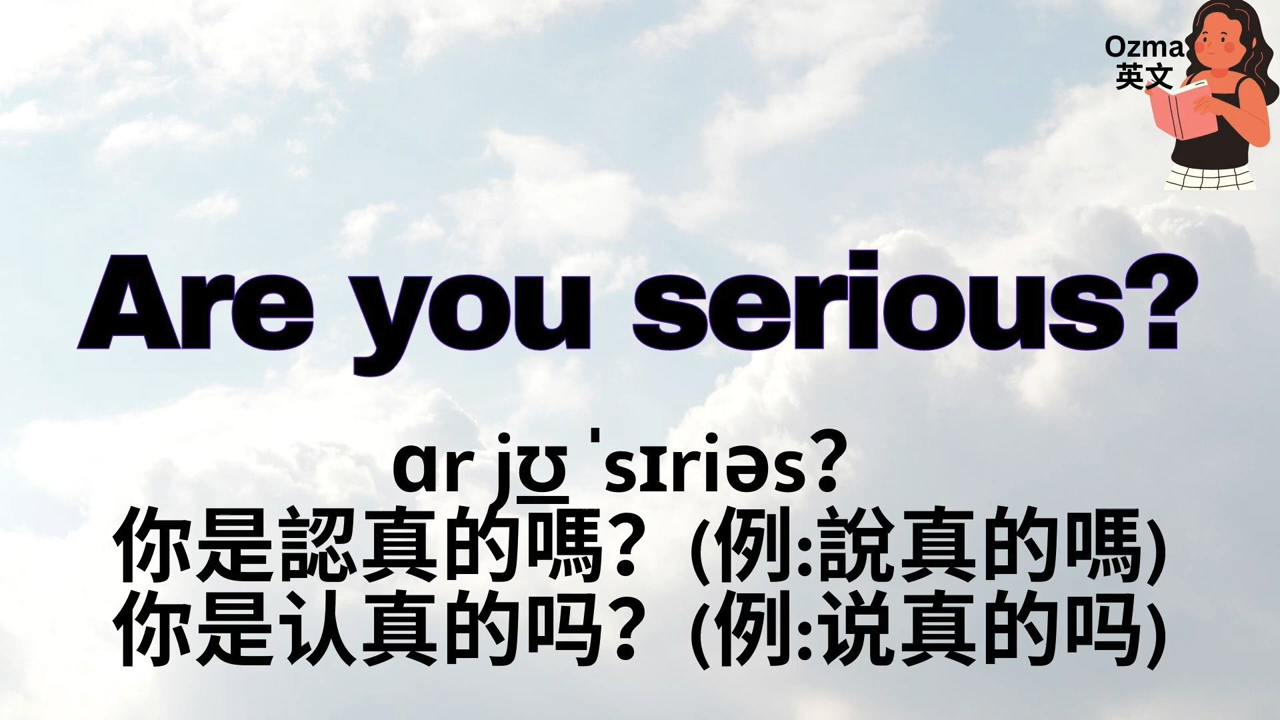 Ozma
英文
Are you serious?
ɑr jʊ ˈsɪriəs?
你是認真的嗎? (例:說真的嗎)
你是认真的吗? (例:说真的吗)